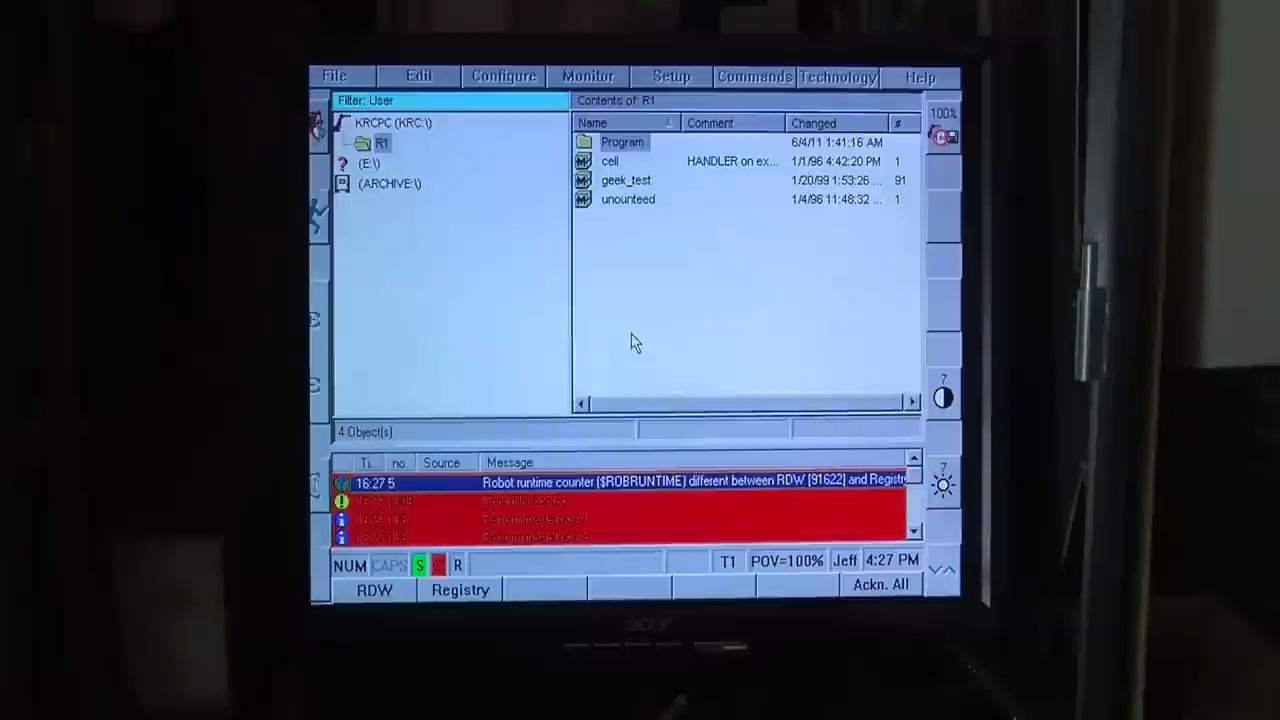 File Edit Configure Monitor Setup Commands Technology Help
Filter: User Contents of R1
KRCPC (KRC:\) Name Comment Changed # 100%
R1 Program 6/4/11 1:41:16 AM
(E:\) cell HANDLER on ex... 1/1/96 4:42:20 PM 1
(ARCHIVE:\) geek_test 1/20/99 1:53:26 ... 91
unounteed 1/4/96 11:48:32 ... 1
7
4 Object(s)
Ti... no. Source Message
16:27 5 Robot runtime counter ($ROBRUNTIME) different between RDW [91622] and Registry
7
NUM CAPS S R T1 POV=100% Jeff 4:27 PM
RDW Registry Ackn. All
acer